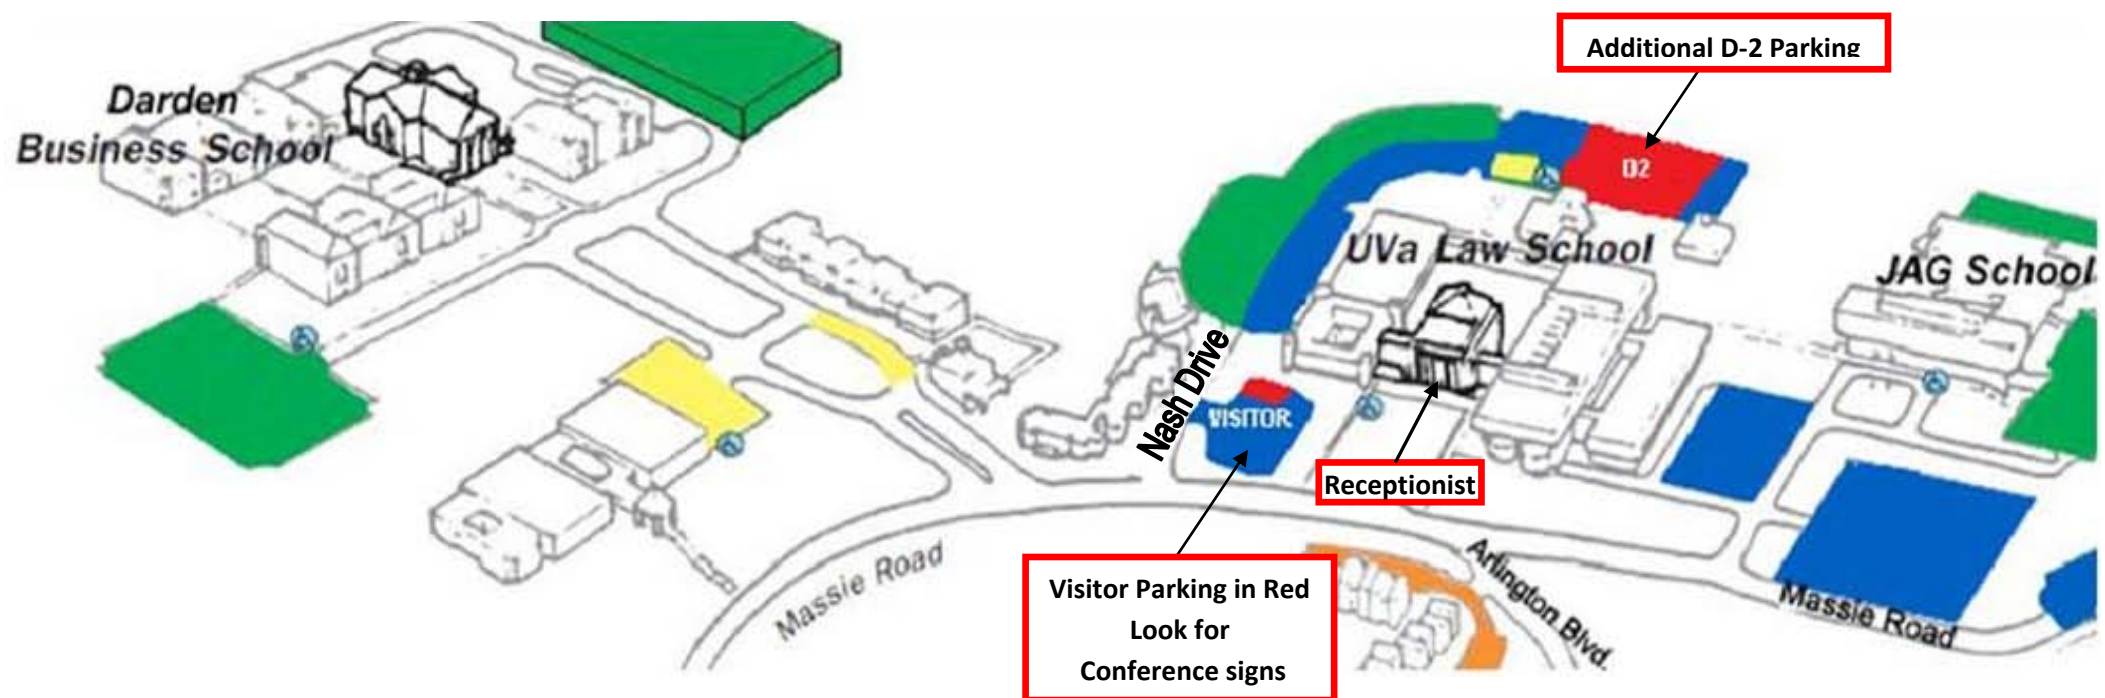 Additional D-2 Parking
Darden
Business School
D2
UVa Law School
JAG School
Nash Drive
VISITOR
Receptionist
Massie Road
Arlington Blvd.
Massie Road
Visitor Parking in Red
Look for
Conference signs